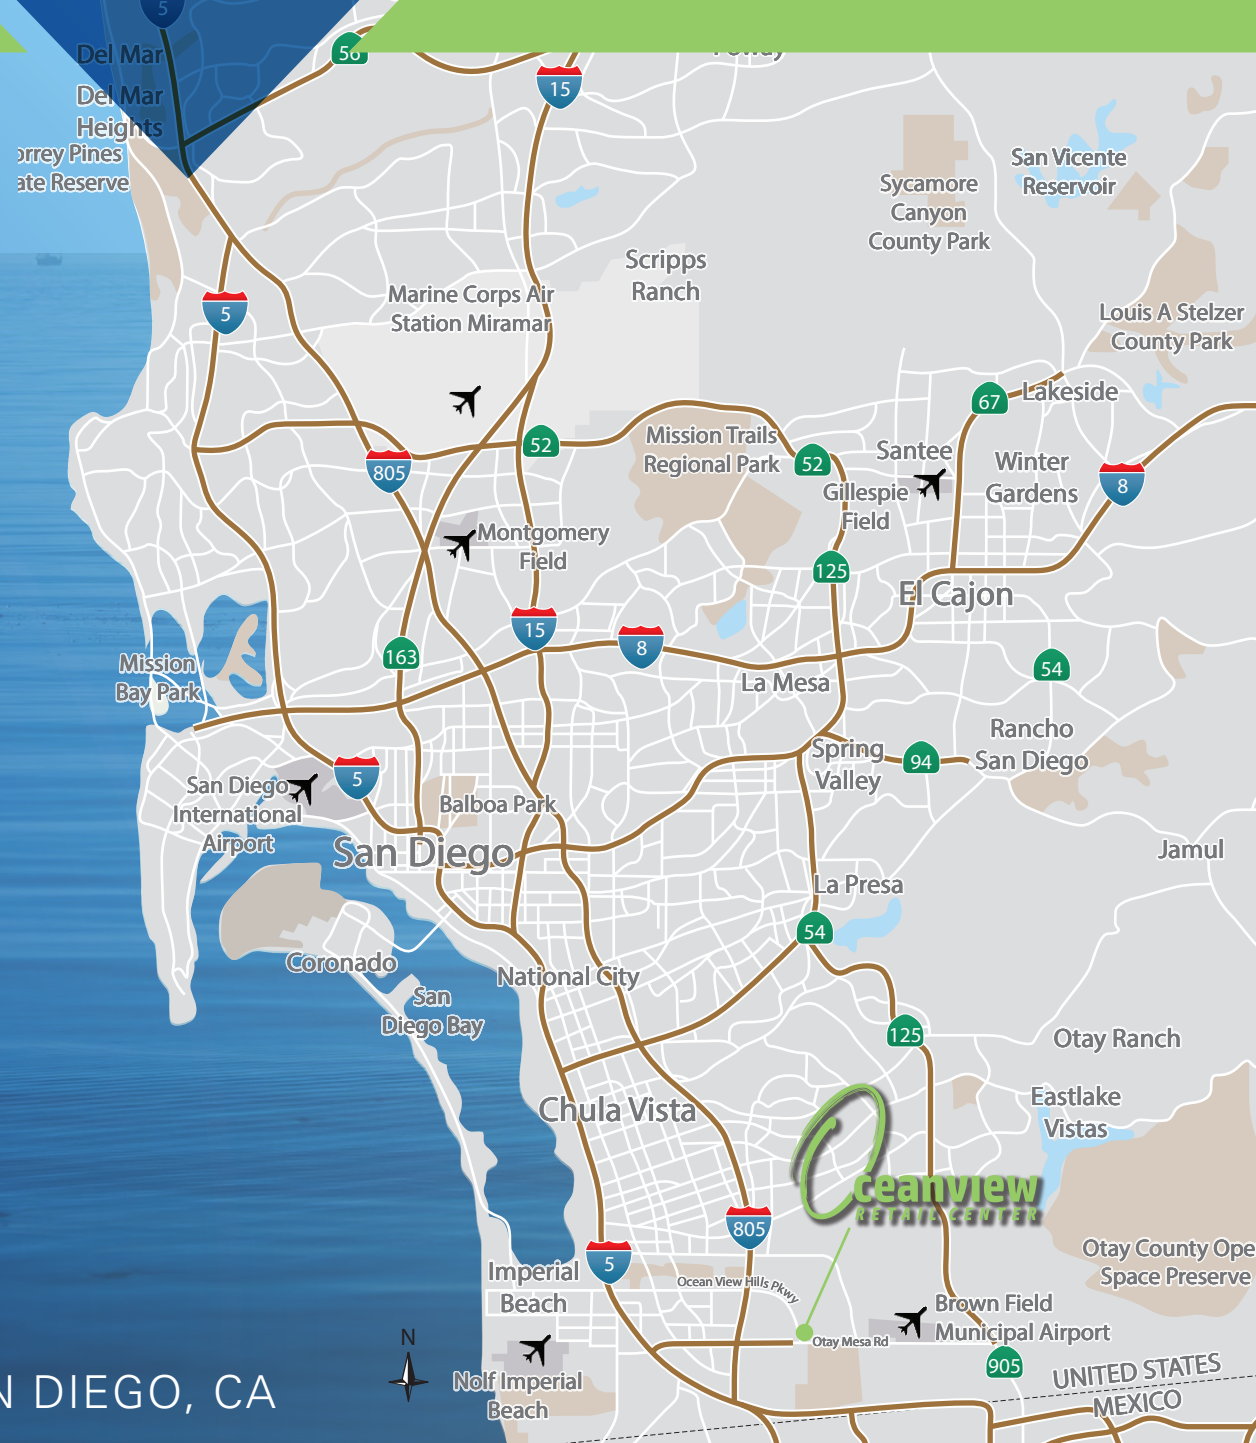 5
Del Mar
56
Poway
15
Del Mar
Heights
orrey Pines
ate Reserve
San Vicente
Reservoir
Sycamore
Canyon
County Park
Scripps
Ranch
Marine Corps Air
Station Miramar
5
Louis A Stelzer
County Park
67
Lakeside
52
Mission Trails
Regional Park
52
Santee
805
Winter
Gardens
8
Gillespie
Field
Montgomery
Field
125
El Cajon
15
8
163
Mission
Bay Park
54
La Mesa
Rancho
San Diego
Spring
Valley
94
5
San Diego
International
Airport
Balboa Park
San Diego
Jamul
La Presa
54
Coronado
National City
San
Diego Bay
125
Otay Ranch
Chula Vista
Eastlake
Vistas
Oceanview
RETAIL CENTER
805
5
Otay County Ope
Space Preserve
Imperial
Beach
Ocean View Hills Pkwy
Brown Field
Municipal Airport
Otay Mesa Rd
N
905
UNITED STATES
MEXICO
Nolf Imperial
Beach
N DIEGO, CA